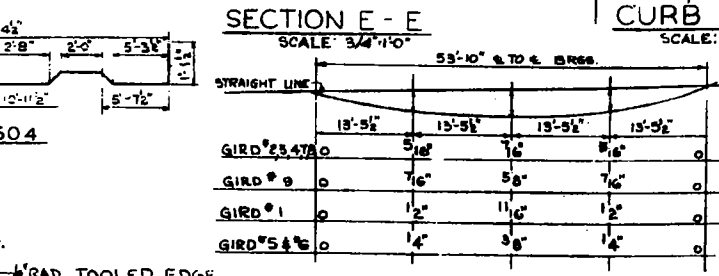 SECTION E - E
SCALE: 3/4"=1'-0"
CURB
SCALE:
4½"
2'-8" 2'-0" 5'-3½"
1'-1½"
10'-11½" 5'-7½"
504
53'-10" ℄ TO ℄ BRGS.
STRAIGHT LINE
13'-5½" 13'-5½" 13'-5½" 13'-5½"
GIRD #2,3,4,7,8 0 5/16" 7/16" 5/16" 0
GIRD #9 0 7/16" 5/8" 7/16" 0
GIRD #1 0 1/2" 11/16" 1/2" 0
GIRD #5 & #6 0 1/4" 3/8" 1/4" 0
RAD. TOOLED EDGE